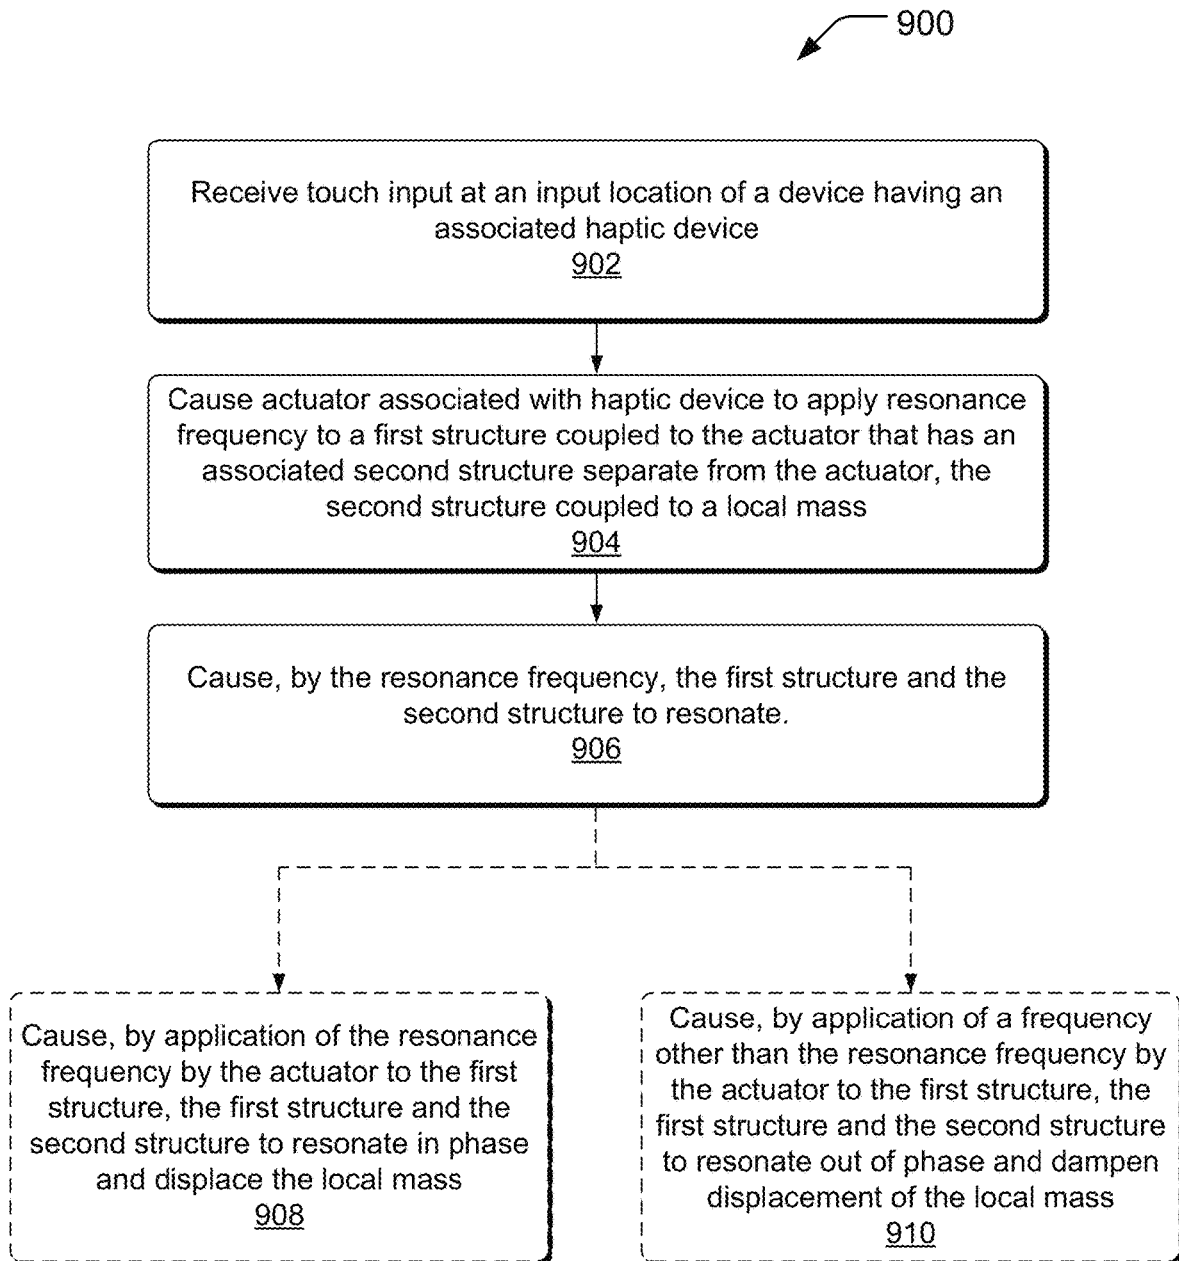 900
Receive touch input at an input location of a device having an
associated haptic device
902
Cause actuator associated with haptic device to apply resonance
frequency to a first structure coupled to the actuator that has an
associated second structure separate from the actuator, the
second structure coupled to a local mass
904
Cause, by the resonance frequency, the first structure and the
second structure to resonate.
906
Cause, by application of the resonance
frequency by the actuator to the first
structure, the first structure and the
second structure to resonate in phase
and displace the local mass
908
Cause, by application of a frequency
other than the resonance frequency by
the actuator to the first structure, the
first structure and the second structure
to resonate out of phase and dampen
displacement of the local mass
910